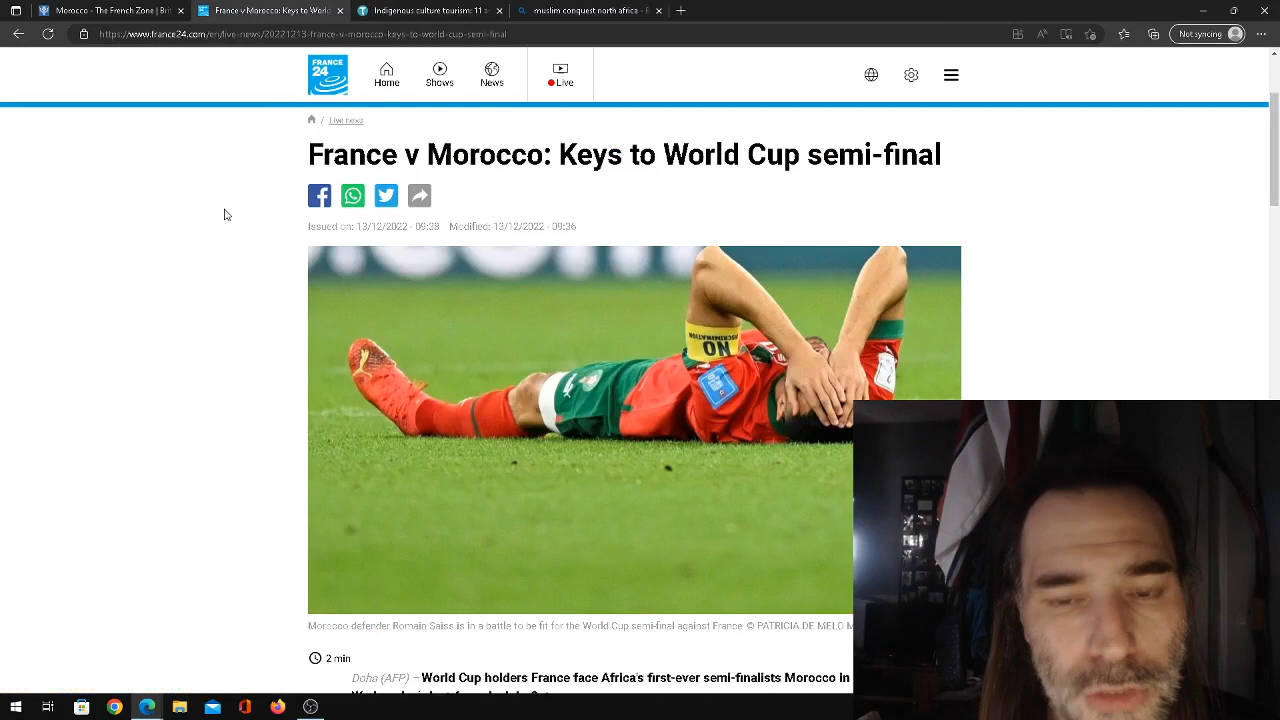 Morocco - The French Zone | Brit
France v Morocco: Keys to World
Indigenous culture tourism: 11 a
muslim conquest north africa - B
https://www.france24.com/en/live-news/20221213-france-v-morocco-keys-to-world-cup-semi-final
Not syncing
FRANCE
24
Home
Shows
News
Live
/ Live news
France v Morocco: Keys to World Cup semi-final
Issued on: 13/12/2022 - 09:38 Modified: 13/12/2022 - 09:36
NO
DISCRIMINATION
Morocco defender Romain Saiss is in a battle to be fit for the World Cup semi-final against France © PATRICIA DE MELO M
2 min
Doha (AFP) – World Cup holders France face Africa's first-ever semi-finalists Morocco in